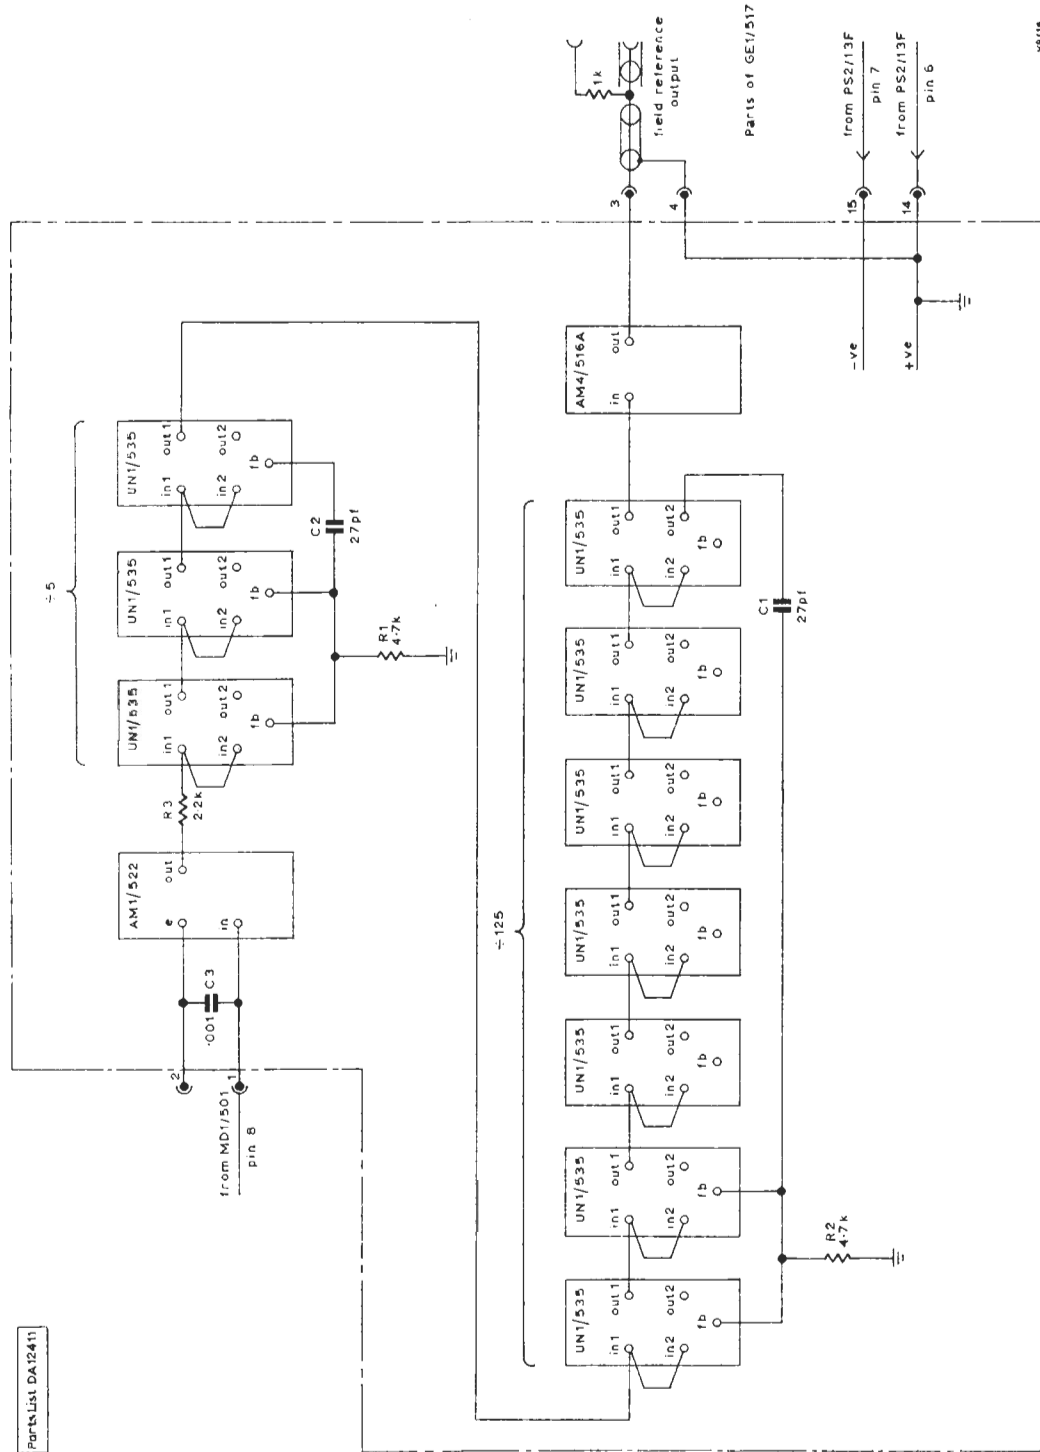 Parts List DA12411
÷5
AM1/522
UN1/535
UN1/535
UN1/535
2
e
out
R3
2·2k
in1
out1
in1
out1
in1
out1
·001
C3
1
in
in2
out2
in2
out2
in2
out2
from MD1/501
pin 8
fb
fb
fb
C2
27pf
R1
4·7k
÷125
UN1/535
UN1/535
UN1/535
UN1/535
UN1/535
UN1/535
UN1/535
AM4/516A
in1
out1
in1
out1
in1
out1
in1
out1
in1
out1
in1
out1
in1
out1
in
out
3
1k
in2
out2
in2
out2
in2
out2
in2
out2
in2
out2
in2
out2
in2
out2
4
field reference
output
fb
fb
fb
fb
fb
fb
fb
C1
27pf
R2
4·7k
Parts of GE1/517
-ve
15
from PS2/13F
pin 7
+ve
14
from PS2/13F
pin 6